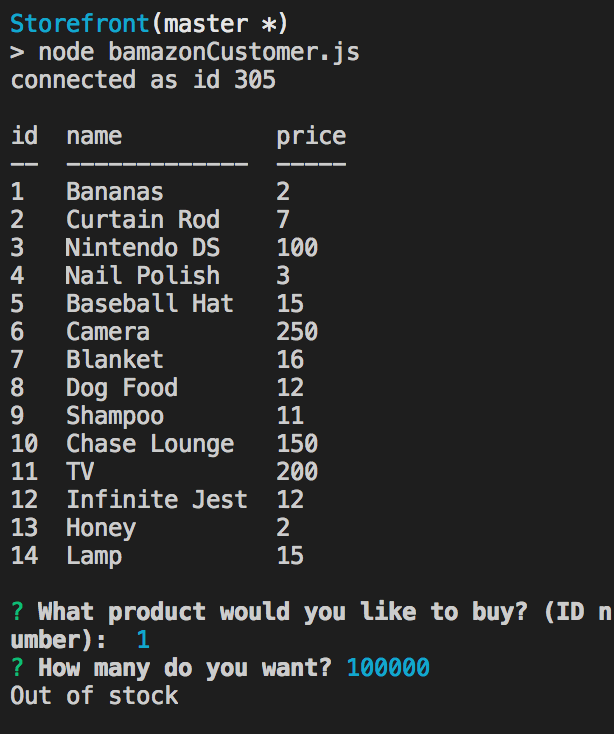 Storefront(master *)
> node bamazonCustomer.js
connected as id 305
id  name           price
--  -------------  -----
1   Bananas        2
2   Curtain Rod    7
3   Nintendo DS    100
4   Nail Polish    3
5   Baseball Hat   15
6   Camera         250
7   Blanket        16
8   Dog Food       12
9   Shampoo        11
10  Chase Lounge   150
11  TV             200
12  Infinite Jest  12
13  Honey          2
14  Lamp           15
? What product would you like to buy? (ID n
umber):  1
? How many do you want? 100000
Out of stock